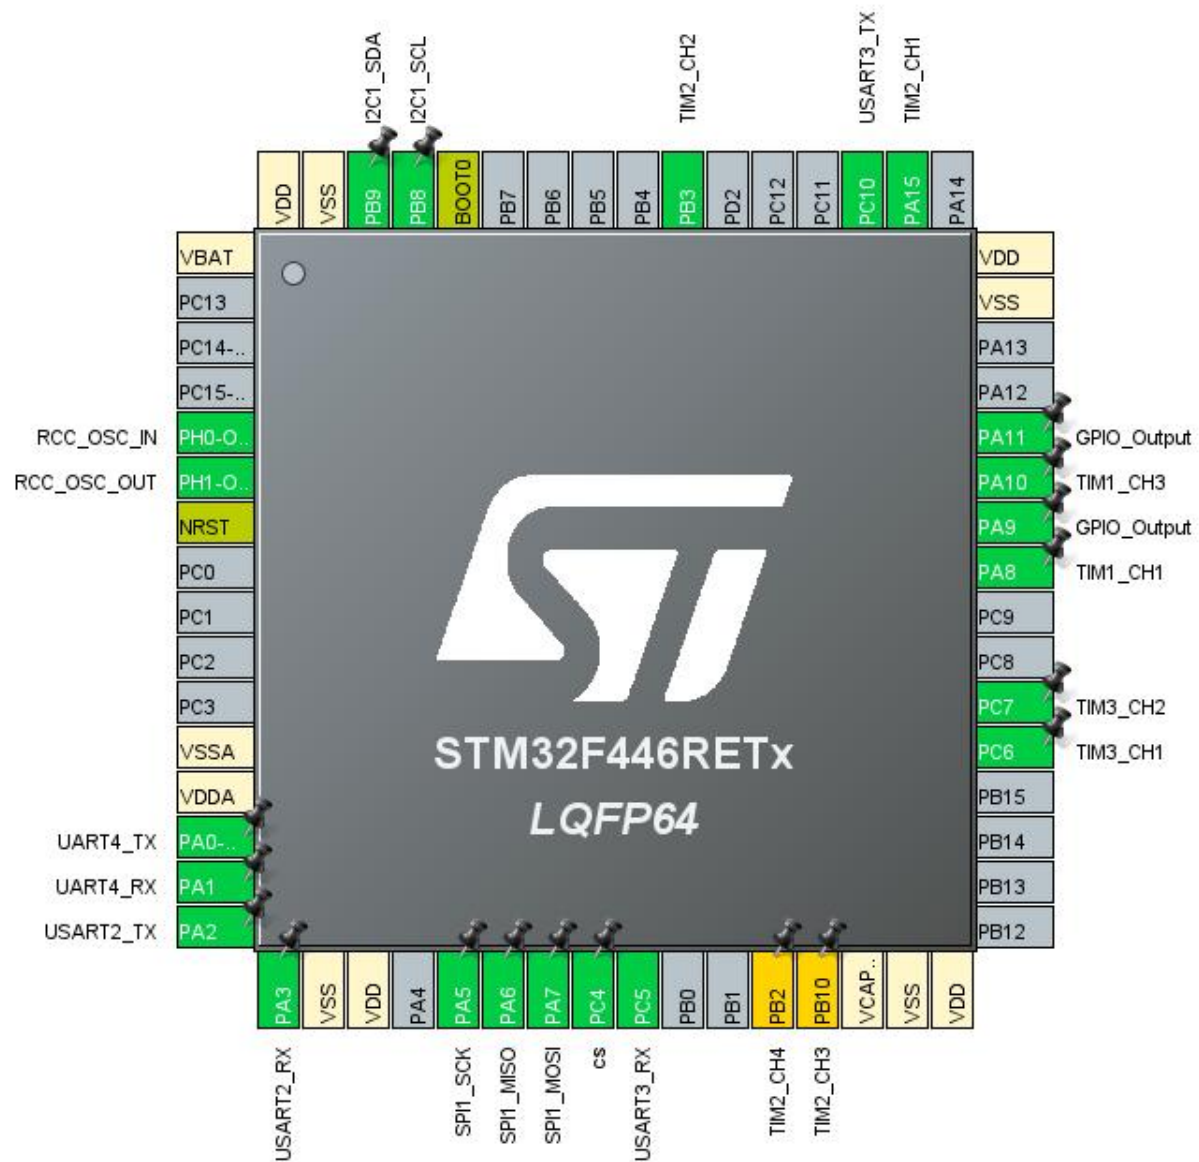 I2C1_SDA
I2C1_SCL
TIM2_CH2
USART3_TX
TIM2_CH1
VDD
VSS
PB9
PB8
BOOT0
PB7
PB6
PB5
PB4
PB3
PD2
PC12
PC11
PC10
PA15
PA14
VBAT
PC13
PC14-..
PC15-..
RCC_OSC_IN PH0-O..
RCC_OSC_OUT PH1-O..
NRST
PC0
PC1
PC2
PC3
VSSA
VDDA
UART4_TX PA0-..
UART4_RX PA1
USART2_TX PA2
STM32F446RETx
LQFP64
VDD
VSS
PA13
PA12
PA11 GPIO_Output
PA10 TIM1_CH3
PA9 GPIO_Output
PA8 TIM1_CH1
PC9
PC8
PC7 TIM3_CH2
PC6 TIM3_CH1
PB15
PB14
PB13
PB12
PA3
VSS
VDD
PA4
PA5
PA6
PA7
PC4
PC5
PB0
PB1
PB2
PB10
VCAP..
VSS
VDD
USART2_RX
SPI1_SCK
SPI1_MISO
SPI1_MOSI
cs
USART3_RX
TIM2_CH4
TIM2_CH3